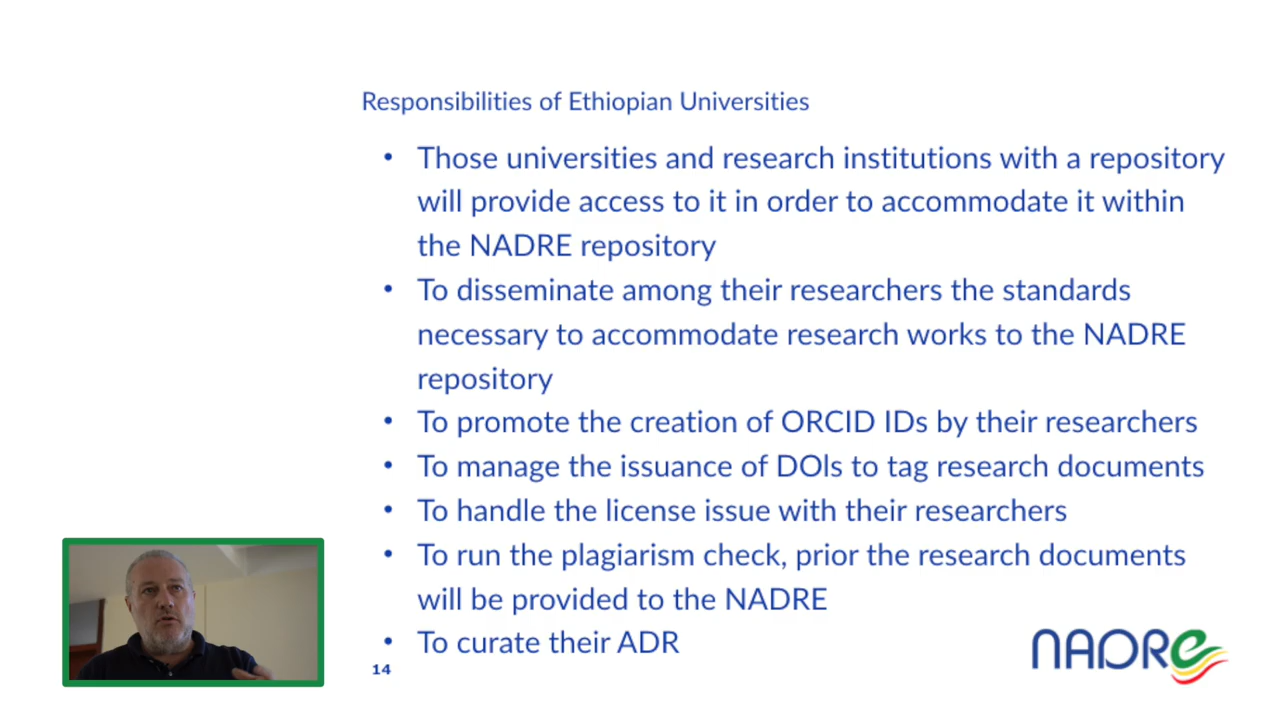 Responsibilities of Ethiopian Universities
• Those universities and research institutions with a repository
will provide access to it in order to accommodate it within
the NADRE repository
• To disseminate among their researchers the standards
necessary to accommodate research works to the NADRE
repository
• To promote the creation of ORCID IDs by their researchers
• To manage the issuance of DOIs to tag research documents
• To handle the license issue with their researchers
• To run the plagiarism check, prior the research documents
will be provided to the NADRE
• To curate their ADR
14
NADRe